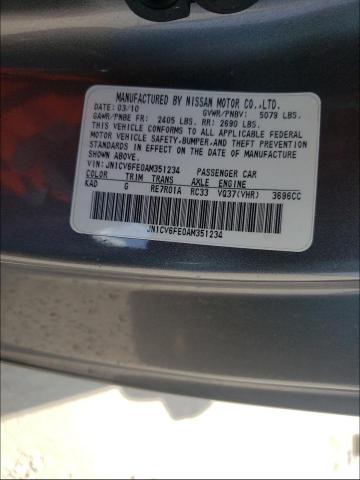 MANUFACTURED BY NISSAN MOTOR CO.,LTD.
DATE: 03/10 GVWR/PNBV: 5079 LBS.
GAWR/PNBE FR: 2405 LBS. RR: 2690 LBS.
THIS VEHICLE CONFORMS TO ALL APPLICABLE FEDERAL
MOTOR VEHICLE SAFETY,BUMPER,AND THEFT PREVENTION
STANDARDS IN EFFECT ON THE DATE OF MANUFACTURE
SHOWN ABOVE.
VIN: JN1CV6FE0AM351234 PASSENGER CAR
COLOR TRIM TRANS AXLE ENGINE
KAD G RE7R01A RC33 VQ37(VHR) 3696CC
JN1CV6FE0AM351234